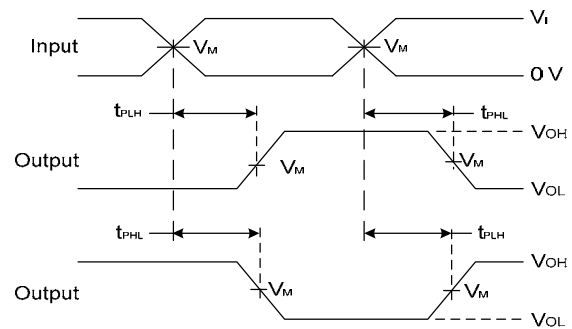 VI
Input VM VM
0 V
tPLH tPHL
VOH
Output VM VM
VOL
tPHL tPLH
VOH
Output VM VM
VOL